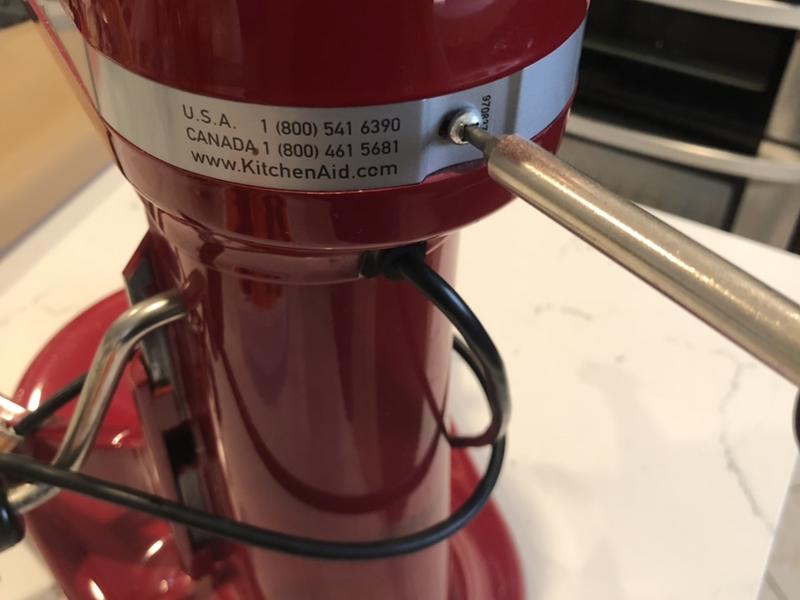 U.S.A. 1 (800) 541 6390
CANADA 1 (800) 461 5681
www.KitchenAid.com